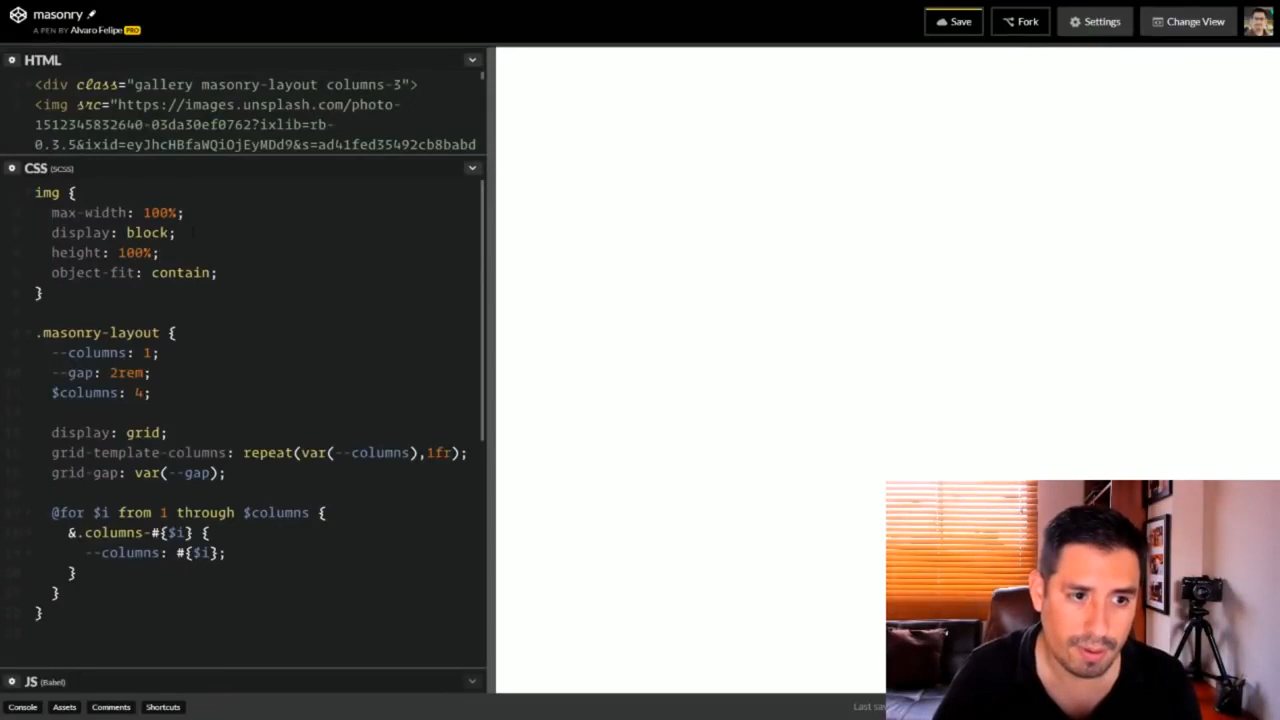 masonry
A PEN BY Alvaro Felipe PRO
Save
Fork
Settings
Change View
HTML
<div class="gallery masonry-layout columns-3">
<img src="https://images.unsplash.com/photo-
1512345832640-03da30ef0762?ixlib=rb-
0.3.5&ixid=eyJhcHBfaWQiOjEyMDd9&s=ad41fed35492cb8babd
CSS (SCSS)
img {
max-width: 100%;
display: block;
height: 100%;
object-fit: contain;
}
.masonry-layout {
--columns: 1;
--gap: 2rem;
$columns: 4;
display: grid;
grid-template-columns: repeat(var(--columns),1fr);
grid-gap: var(--gap);
@for $i from 1 through $columns {
&.columns-#{$i} {
--columns: #{$i};
}
}
}
JS (Babel)
Console
Assets
Comments
Shortcuts
Last